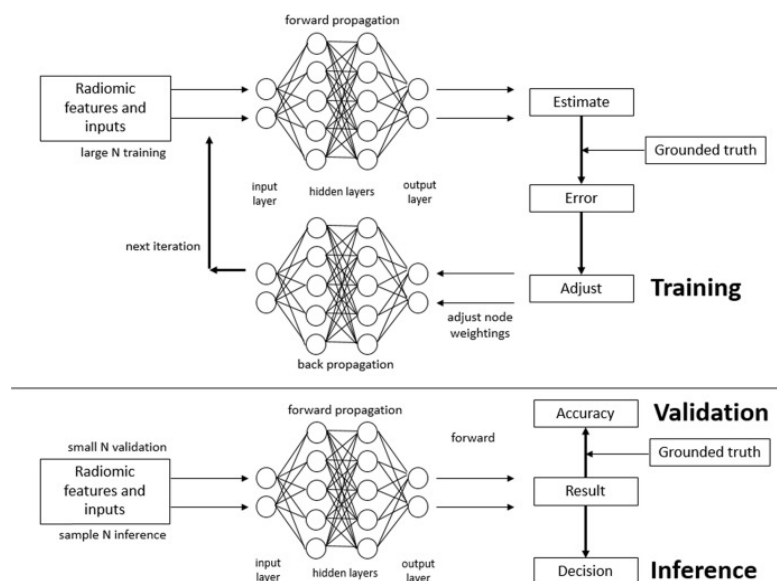 forward propagation
Radiomic
features and
inputs
large N training
Estimate
Grounded truth
input
layer
hidden layers
output
layer
Error
next iteration
Adjust
Training
adjust node
weightings
back propagation
forward propagation
Accuracy
Validation
small N validation
forward
Grounded truth
Radiomic
features and
inputs
Result
sample N inference
input
layer
hidden layers
output
layer
Decision
Inference